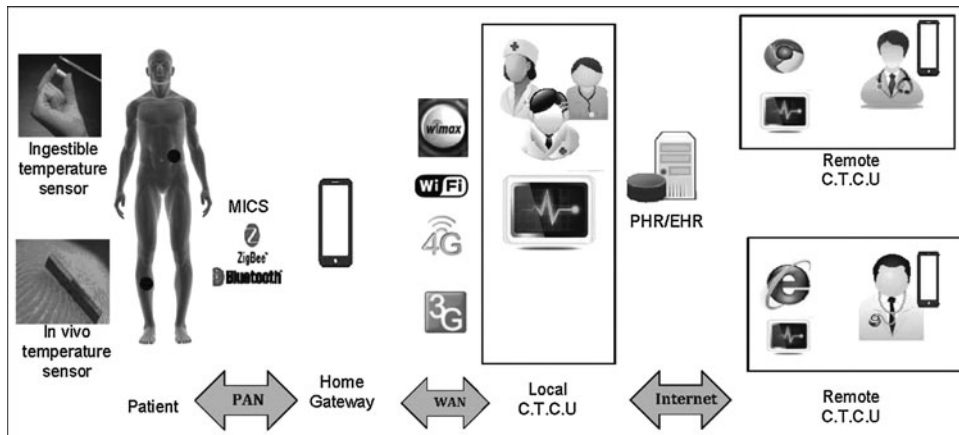 Ingestible
temperature
sensor
In vivo
temperature
sensor
MICS
ZigBee
Bluetooth
wimax
WiFi
4G
3G
PHR/EHR
Remote
C.T.C.U
Patient
PAN
Home
Gateway
WAN
Local
C.T.C.U
Internet
Remote
C.T.C.U